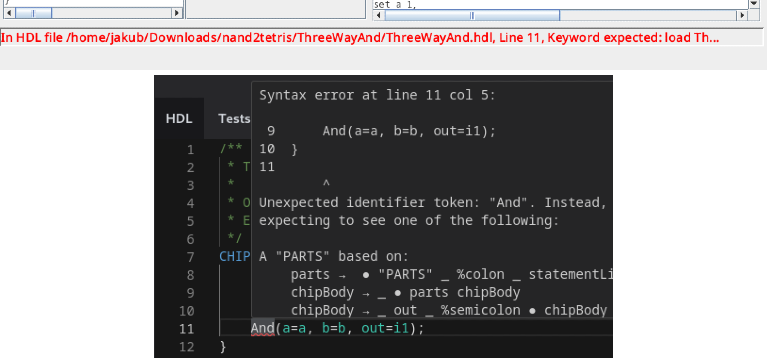 set a 1,
In HDL file /home/jakub/Downloads/nand2tetris/ThreeWayAnd/ThreeWayAnd.hdl, Line 11, Keyword expected: load Th...
HDL Tests
Syntax error at line 11 col 5:
9 And(a=a, b=b, out=i1);
10 }
11
^
Unexpected identifier token: "And". Instead,
expecting to see one of the following:
A "PARTS" based on:
parts → ● "PARTS" _ %colon _ statementLi
chipBody → _ ● parts chipBody
chipBody → _ out _ %semicolon ● chipBody
1 /**
2 * T
3 *
4 * O
5 * E
6 */
7 CHIP
8
9
10
11 And(a=a, b=b, out=i1);
12 }